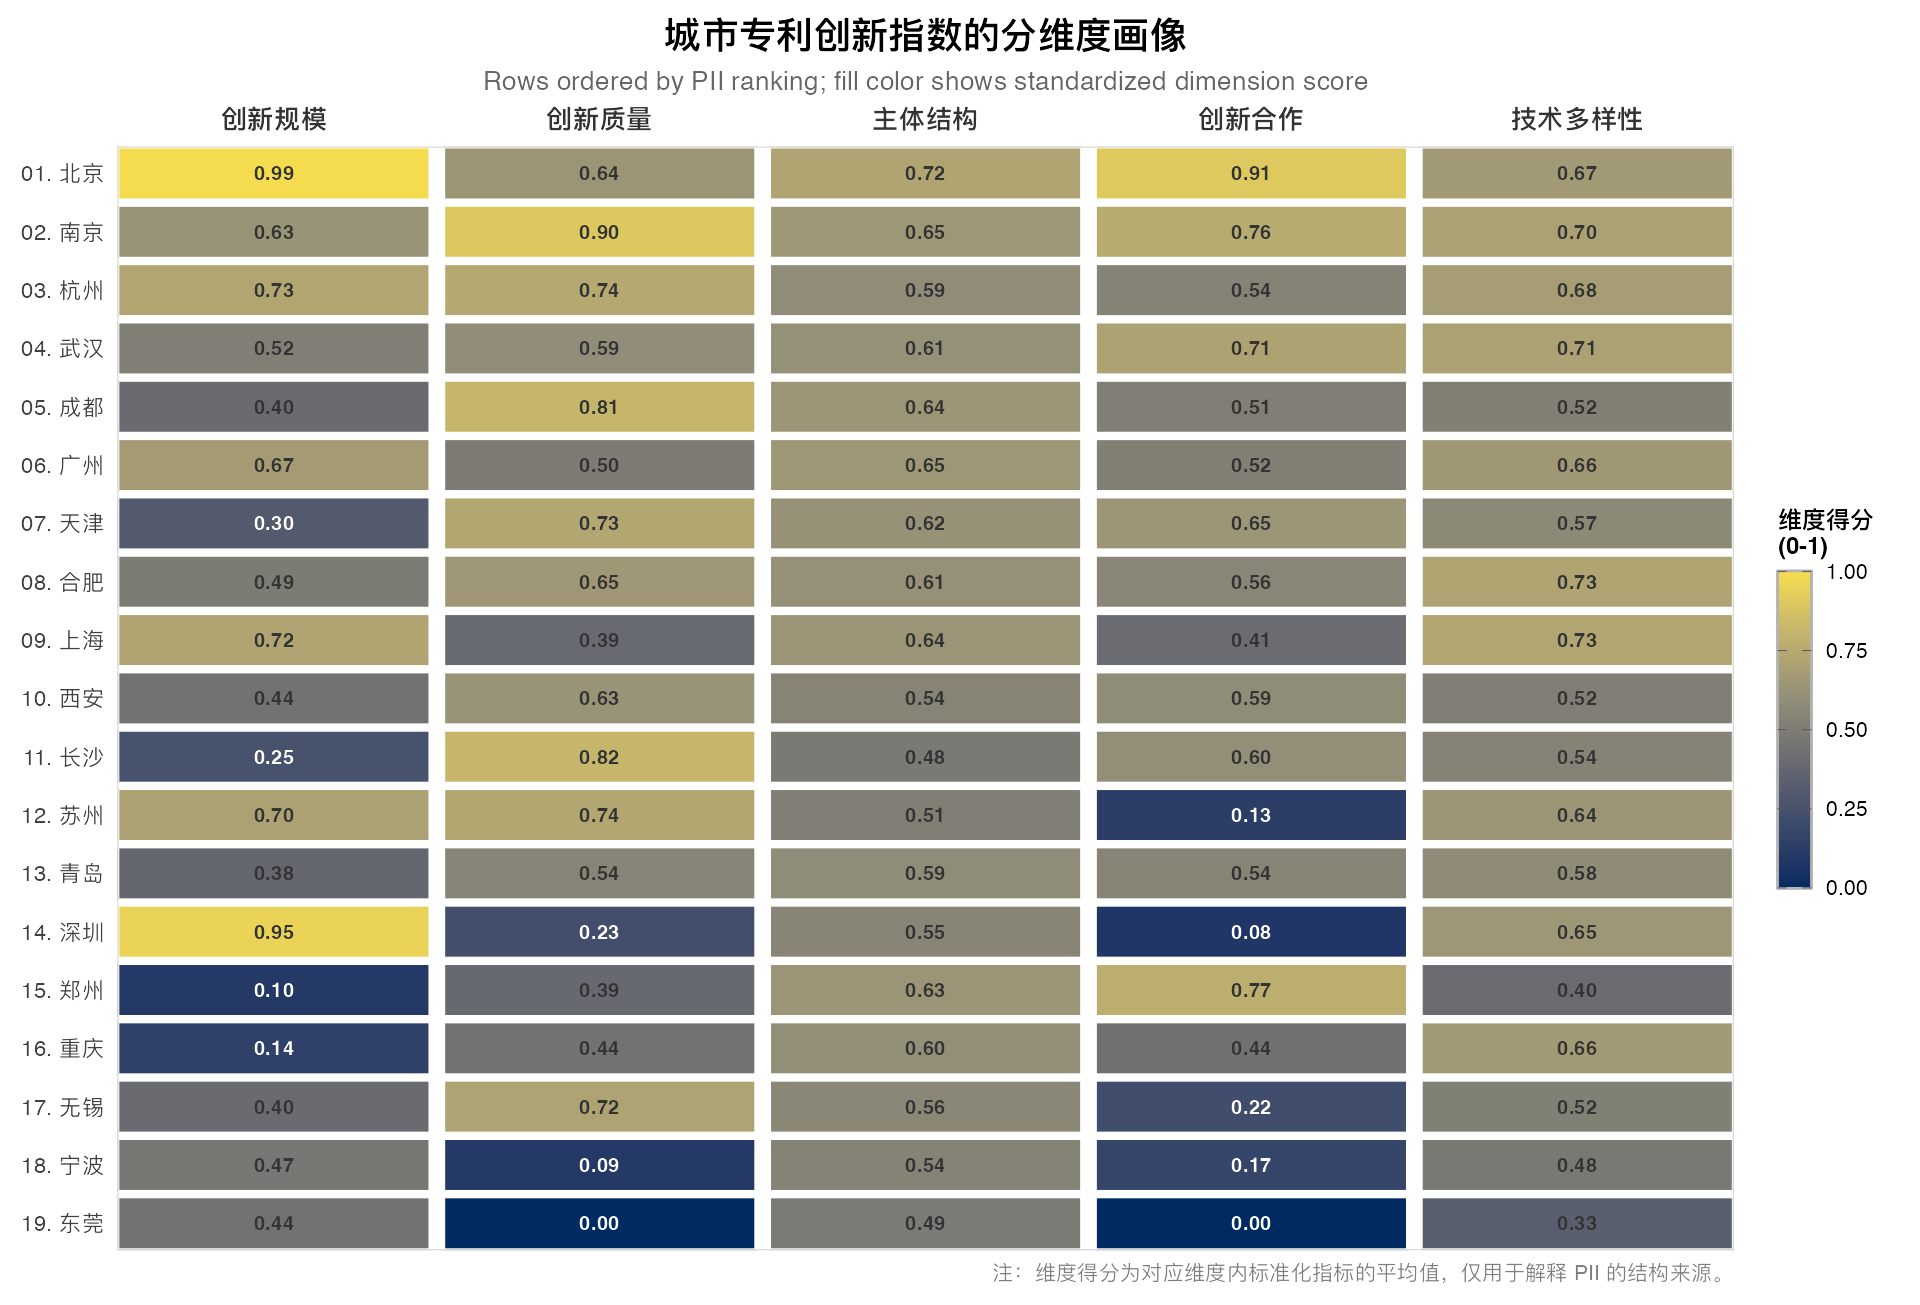 城市专利创新指数的分维度画像
Rows ordered by PII ranking; fill color shows standardized dimension score
创新规模 创新质量 主体结构 创新合作 技术多样性
01. 北京 0.99 0.64 0.72 0.91 0.67
02. 南京 0.63 0.90 0.65 0.76 0.70
03. 杭州 0.73 0.74 0.59 0.54 0.68
04. 武汉 0.52 0.59 0.61 0.71 0.71
05. 成都 0.40 0.81 0.64 0.51 0.52
06. 广州 0.67 0.50 0.65 0.52 0.66
07. 天津 0.30 0.73 0.62 0.65 0.57
08. 合肥 0.49 0.65 0.61 0.56 0.73
09. 上海 0.72 0.39 0.64 0.41 0.73
10. 西安 0.44 0.63 0.54 0.59 0.52
11. 长沙 0.25 0.82 0.48 0.60 0.54
12. 苏州 0.70 0.74 0.51 0.13 0.64
13. 青岛 0.38 0.54 0.59 0.54 0.58
14. 深圳 0.95 0.23 0.55 0.08 0.65
15. 郑州 0.10 0.39 0.63 0.77 0.40
16. 重庆 0.14 0.44 0.60 0.44 0.66
17. 无锡 0.40 0.72 0.56 0.22 0.52
18. 宁波 0.47 0.09 0.54 0.17 0.48
19. 东莞 0.44 0.00 0.49 0.00 0.33
维度得分
(0-1)
1.00
0.75
0.50
0.25
0.00
注：维度得分为对应维度内标准化指标的平均值，仅用于解释 PII 的结构来源。